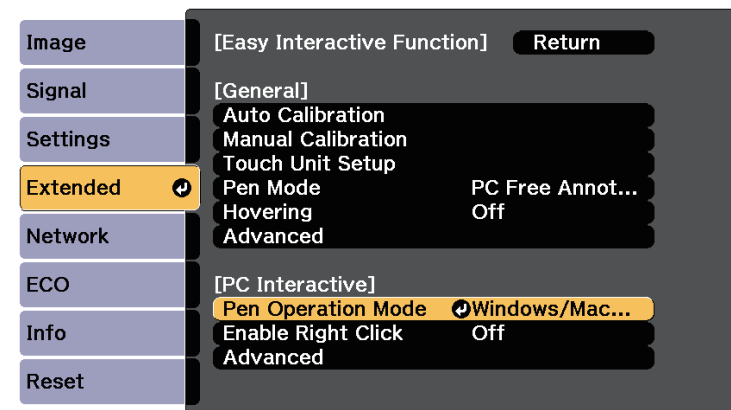 Image
Signal
Settings
Extended
Network
ECO
Info
Reset
[Easy Interactive Function] Return
[General]
Auto Calibration
Manual Calibration
Touch Unit Setup
Pen Mode PC Free Annot...
Hovering Off
Advanced
[PC Interactive]
Pen Operation Mode Windows/Mac...
Enable Right Click Off
Advanced